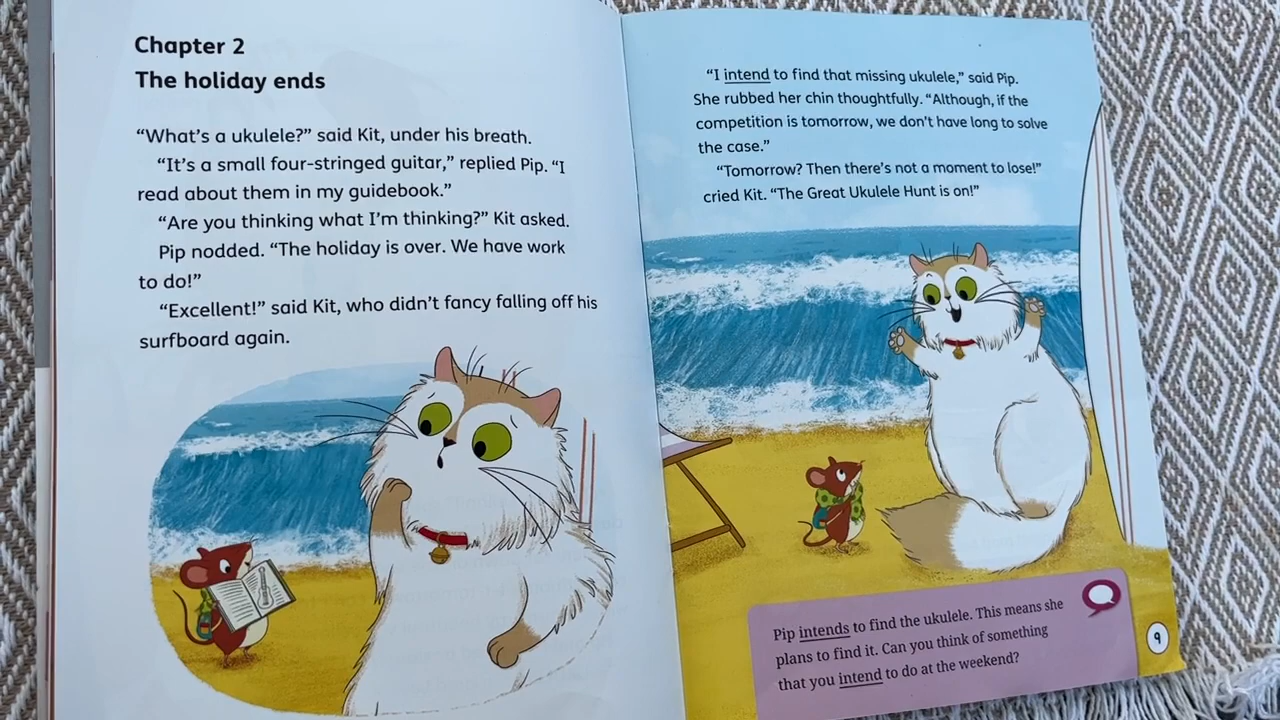 Chapter 2
The holiday ends
“What’s a ukulele?” said Kit, under his breath.
“It’s a small four-stringed guitar,” replied Pip. “I
read about them in my guidebook.”
“Are you thinking what I’m thinking?” Kit asked.
Pip nodded. “The holiday is over. We have work
to do!”
“Excellent!” said Kit, who didn’t fancy falling off his
surfboard again.
“I intend to find that missing ukulele,” said Pip.
She rubbed her chin thoughtfully. “Although, if the
competition is tomorrow, we don’t have long to solve
the case.”
“Tomorrow? Then there’s not a moment to lose!”
cried Kit. “The Great Ukulele Hunt is on!”
Pip intends to find the ukulele. This means she
plans to find it. Can you think of something
that you intend to do at the weekend?
9